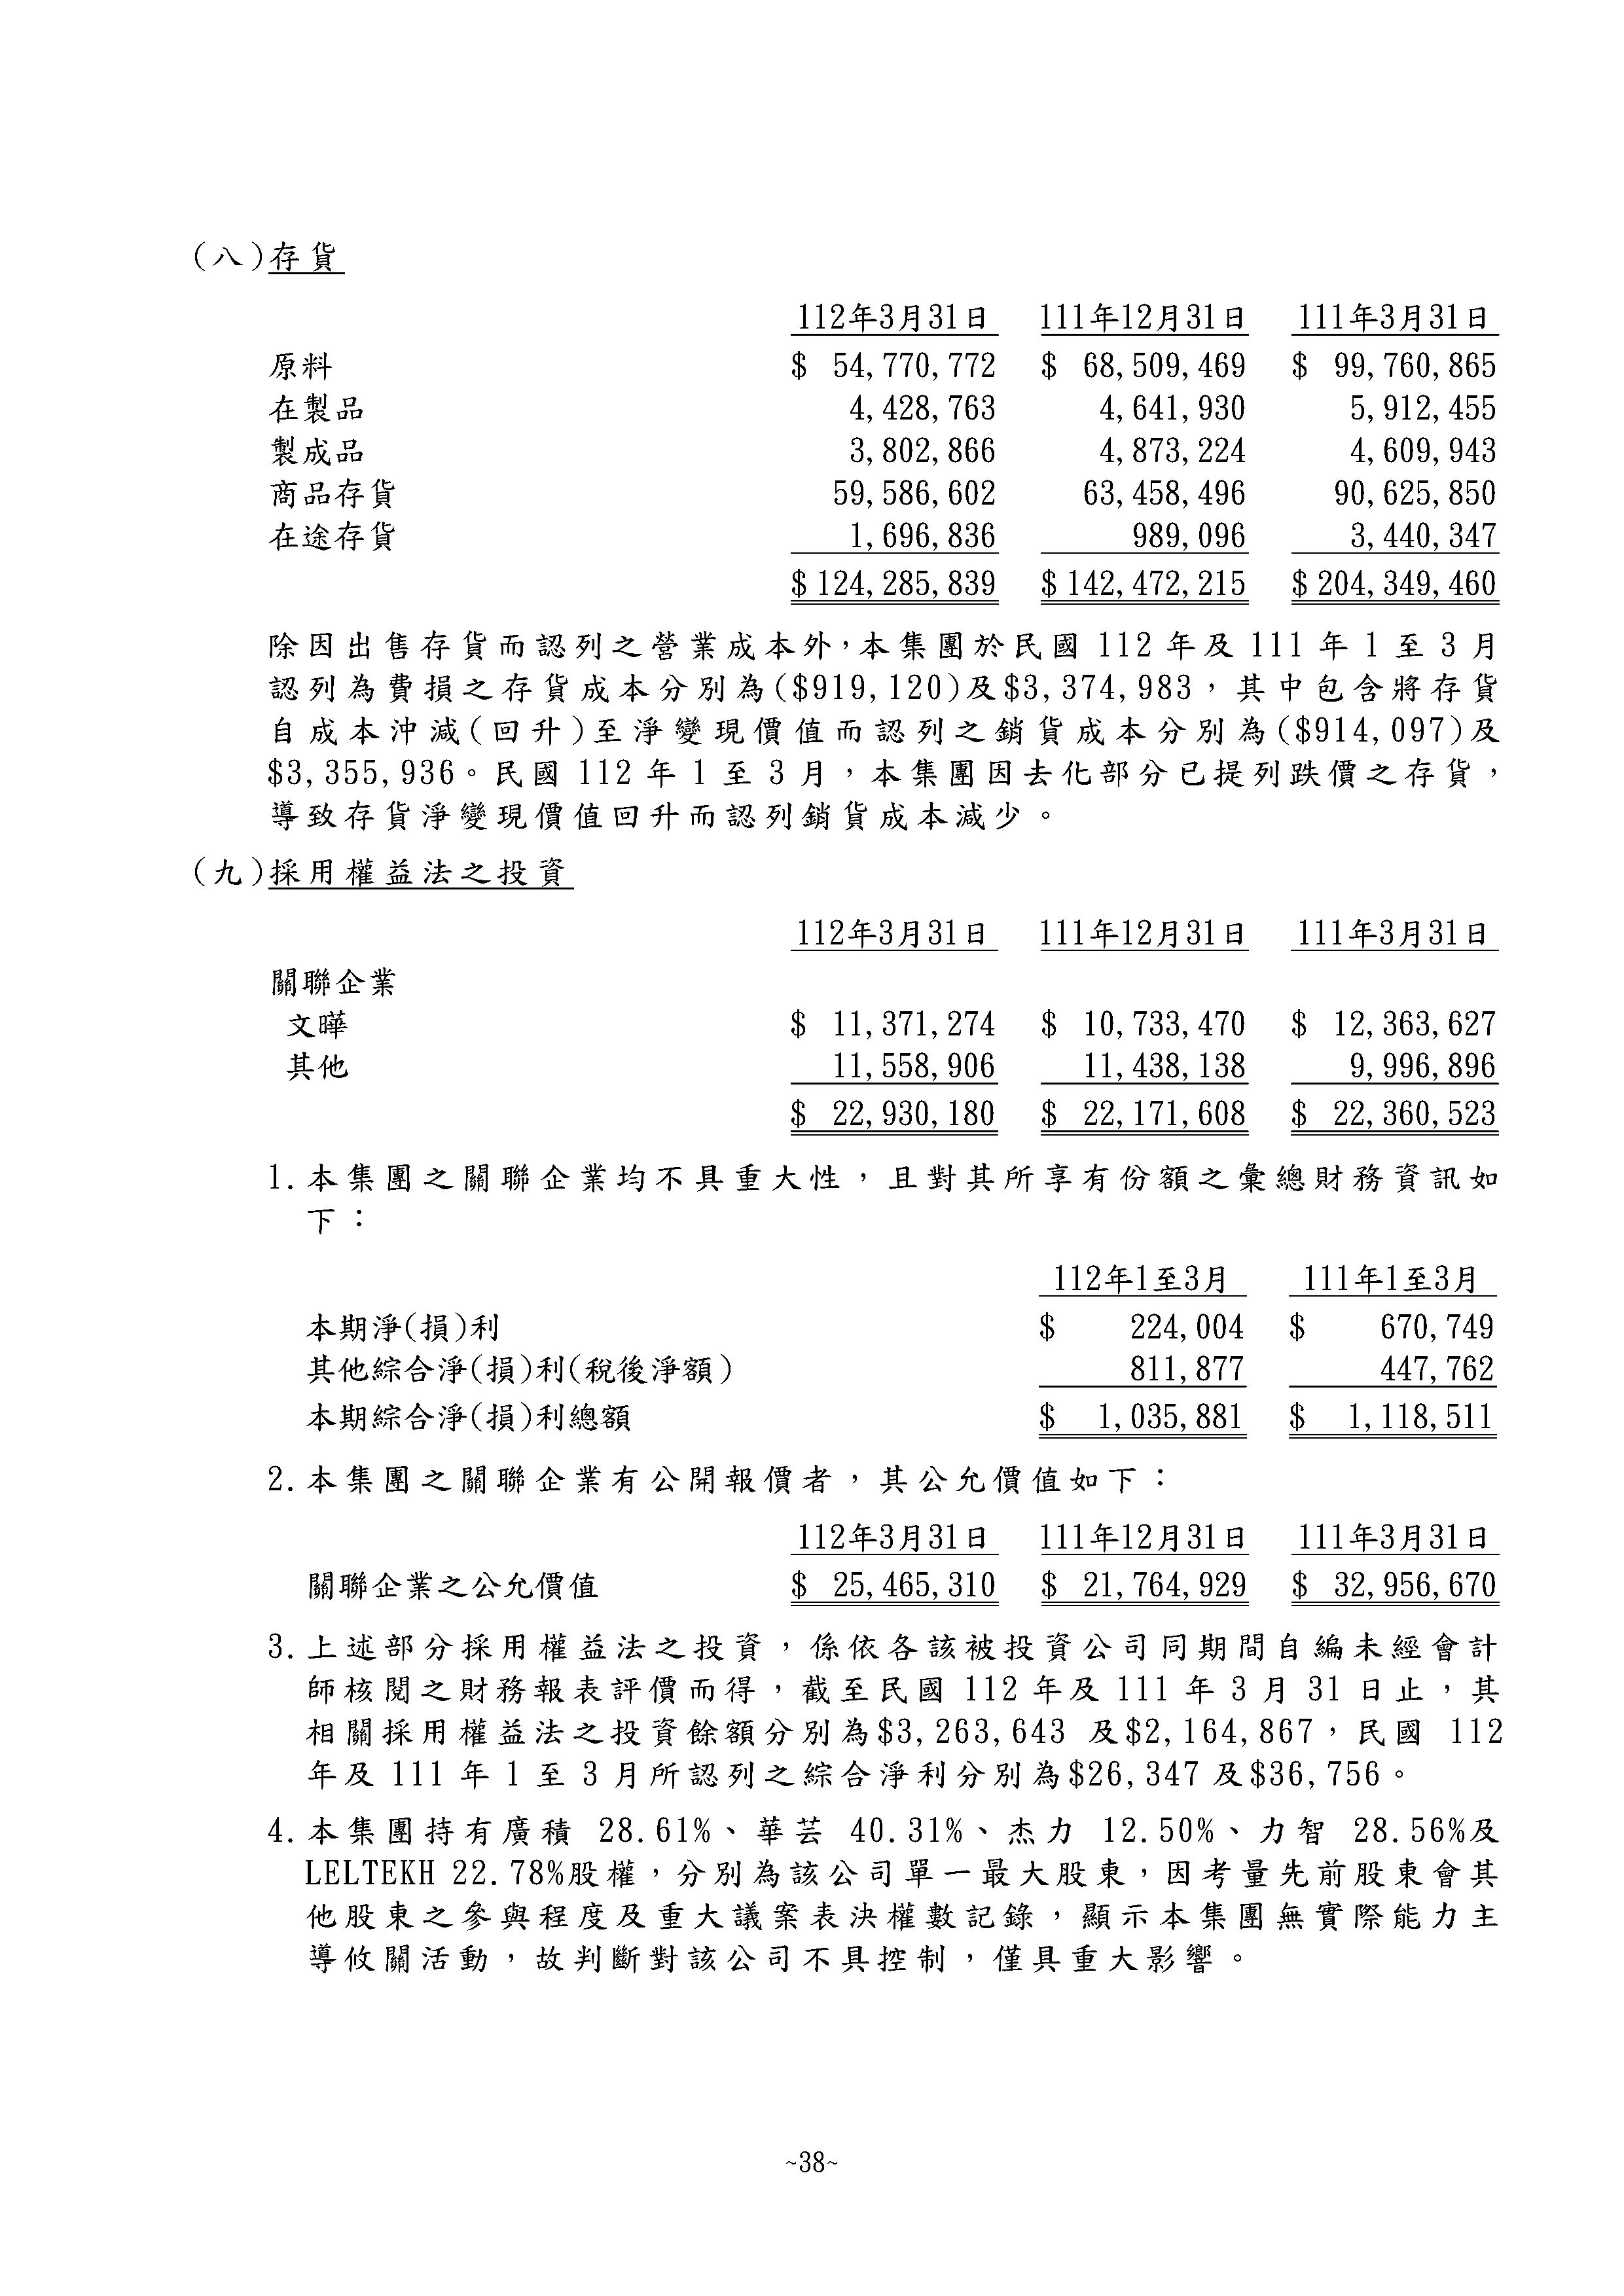 (八)存貨
112年3月31日 111年12月31日 111年3月31日
原料 $ 54,770,772 $ 68,509,469 $ 99,760,865
在製品 4,428,763 4,641,930 5,912,455
製成品 3,802,866 4,873,224 4,609,943
商品存貨 59,586,602 63,458,496 90,625,850
在途存貨 1,696,836 989,096 3,440,347
$ 124,285,839 $ 142,472,215 $ 204,349,460
除因出售存貨而認列之營業成本外，本集團於民國 112 年及 111 年 1 至 3 月
認列為費損之存貨成本分別為($919,120)及$3,374,983，其中包含將存貨
自成本沖減(回升)至淨變現價值而認列之銷貨成本分別為($914,097)及
$3,355,936。民國 112 年 1 至 3 月，本集團因去化部分已提列跌價之存貨，
導致存貨淨變現價值回升而認列銷貨成本減少。
(九)採用權益法之投資
112年3月31日 111年12月31日 111年3月31日
關聯企業
文曄 $ 11,371,274 $ 10,733,470 $ 12,363,627
其他 11,558,906 11,438,138 9,996,896
$ 22,930,180 $ 22,171,608 $ 22,360,523
1.本集團之關聯企業均不具重大性，且對其所享有份額之彙總財務資訊如
下：
112年1至3月 111年1至3月
本期淨(損)利 $ 224,004 $ 670,749
其他綜合淨(損)利(稅後淨額) 811,877 447,762
本期綜合淨(損)利總額 $ 1,035,881 $ 1,118,511
2.本集團之關聯企業有公開報價者，其公允價值如下：
112年3月31日 111年12月31日 111年3月31日
關聯企業之公允價值 $ 25,465,310 $ 21,764,929 $ 32,956,670
3.上述部分採用權益法之投資，係依各該被投資公司同期間自編未經會計
師核閱之財務報表評價而得，截至民國 112 年及 111 年 3 月 31 日止，其
相關採用權益法之投資餘額分別為$3,263,643 及$2,164,867，民國 112
年及 111 年 1 至 3 月所認列之綜合淨利分別為$26,347 及$36,756。
4.本集團持有廣積 28.61%、華芸 40.31%、杰力 12.50%、力智 28.56%及
LELTEKH 22.78%股權，分別為該公司單一最大股東，因考量先前股東會其
他股東之參與程度及重大議案表決權數記錄，顯示本集團無實際能力主
導攸關活動，故判斷對該公司不具控制，僅具重大影響。
~38~